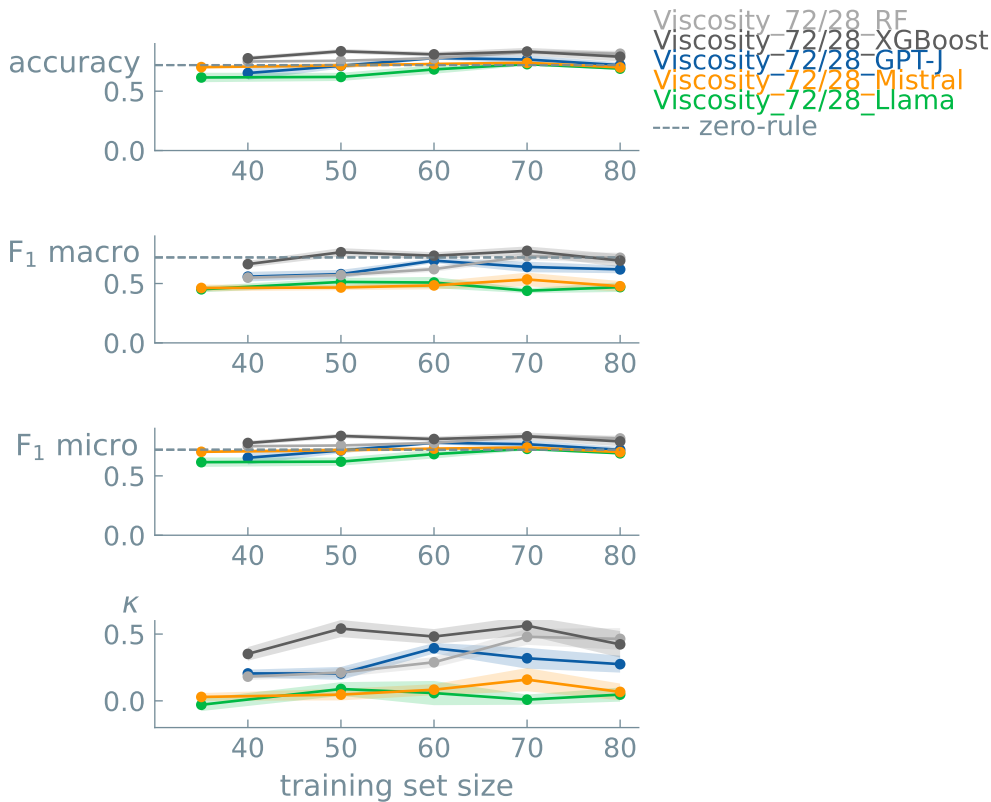 Viscosity_72/28_RF
Viscosity_72/28_XGBoost
Viscosity_72/28_GPT-J
Viscosity_72/28_Mistral
Viscosity_72/28_Llama
zero-rule
accuracy
0.5
0.0
40 50 60 70 80
F1 macro
0.5
0.0
40 50 60 70 80
F1 micro
0.5
0.0
40 50 60 70 80
κ
0.5
0.0
40 50 60 70 80
training set size